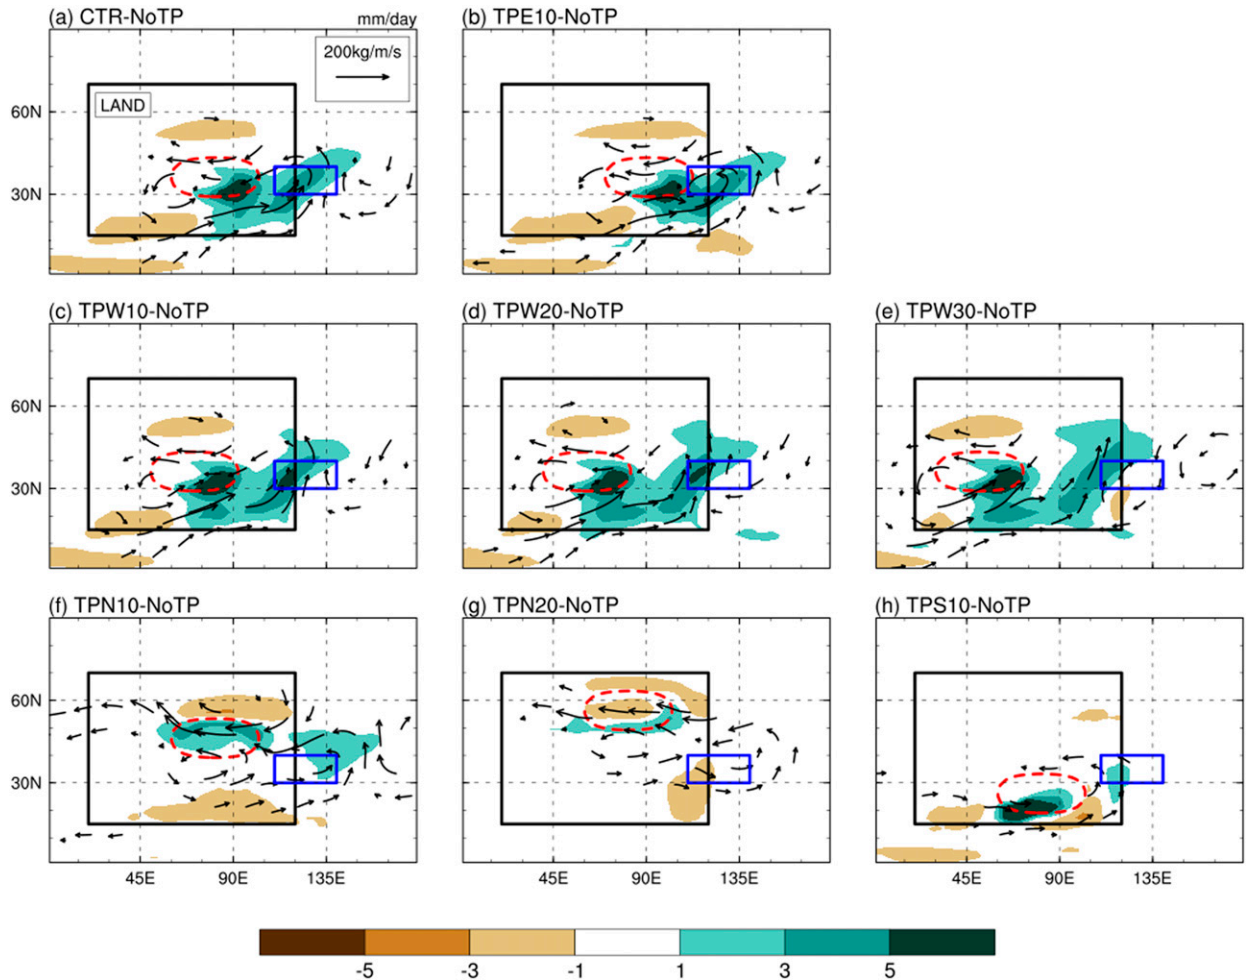 (a) CTR-NoTP
mm/day
(b) TPE10-NoTP
200kg/m/s
LAND
60N
30N
(c) TPW10-NoTP
(d) TPW20-NoTP
(e) TPW30-NoTP
60N
30N
(f) TPN10-NoTP
(g) TPN20-NoTP
(h) TPS10-NoTP
60N
30N
45E 90E 135E
45E 90E 135E
45E 90E 135E
-5 -3 -1 1 3 5